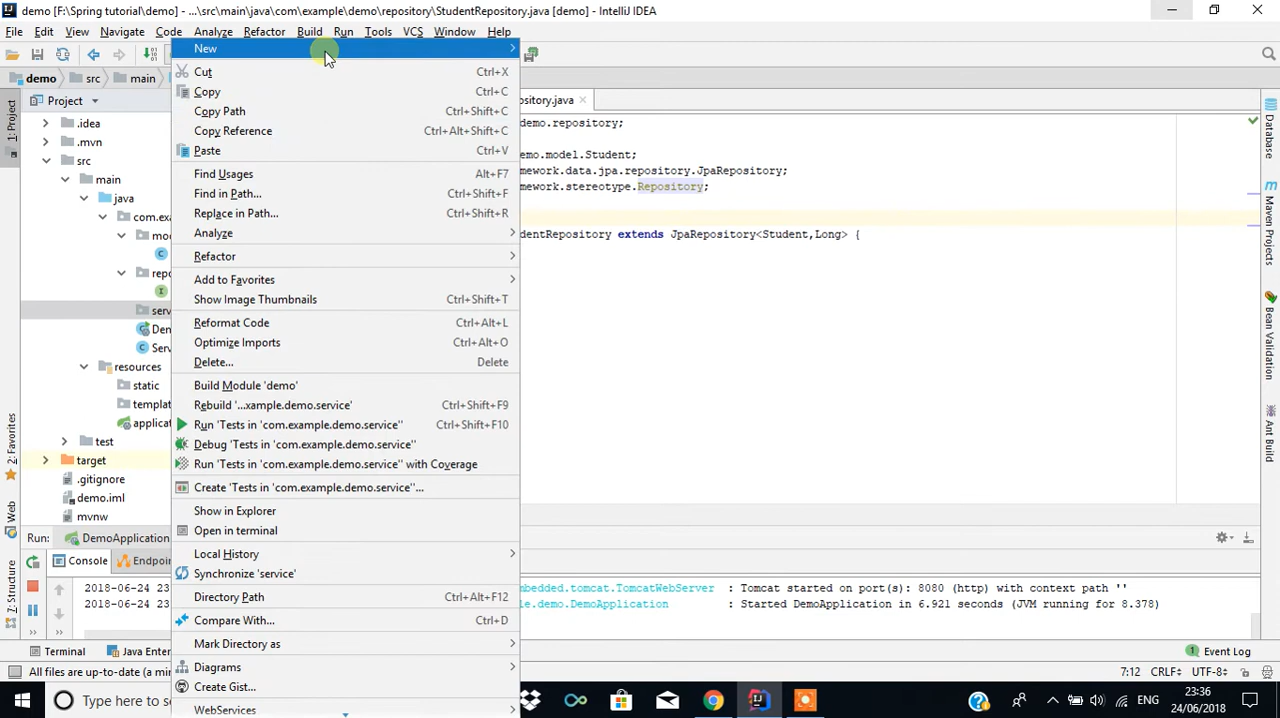 demo [F:\Spring tutorial\demo] - ...\src\main\java\com\example\demo\repository\StudentRepository.java [demo] - IntelliJ IDEA
File Edit View Navigate Code Analyze Refactor Build Run Tools VCS Window Help
demo src main
Project
ository.java
1: Project
2: Favorites
Web
Z: Structure
.idea
.mvn
src
main
java
com.exa
mod
repo
serv
Den
Serv
resources
static
templat
applicat
test
target
.gitignore
demo.iml
mvnw
New
Cut Ctrl+X
Copy Ctrl+C
Copy Path Ctrl+Shift+C
Copy Reference Ctrl+Alt+Shift+C
Paste Ctrl+V
Find Usages Alt+F7
Find in Path... Ctrl+Shift+F
Replace in Path... Ctrl+Shift+R
Analyze
Refactor
Add to Favorites
Show Image Thumbnails Ctrl+Shift+T
Reformat Code Ctrl+Alt+L
Optimize Imports Ctrl+Alt+O
Delete... Delete
Build Module 'demo'
Rebuild '...xample.demo.service' Ctrl+Shift+F9
Run 'Tests in 'com.example.demo.service'' Ctrl+Shift+F10
Debug 'Tests in 'com.example.demo.service''
Run 'Tests in 'com.example.demo.service'' with Coverage
Create 'Tests in 'com.example.demo.service''...
Show in Explorer
Open in terminal
Local History
Synchronize 'service'
Directory Path Ctrl+Alt+F12
Compare With... Ctrl+D
Mark Directory as
Diagrams
Create Gist...
WebServices
demo.repository;
demo.model.Student;
mework.data.jpa.repository.JpaRepository;
mework.stereotype.Repository;
dentRepository extends JpaRepository<Student,Long> {
Database
Maven Projects
Bean Validation
Ant Build
Run: DemoApplication
Console Endpoin
2018-06-24 23
2018-06-24 23
mbedded.tomcat.TomcatWebServer : Tomcat started on port(s): 8080 (http) with context path ''
le.demo.DemoApplication : Started DemoApplication in 6.921 seconds (JVM running for 8.378)
Terminal Java Enter
Event Log
All files are up-to-date (a min
7:12 CRLF UTF-8
Type here to s
ENG
23:36
24/06/2018